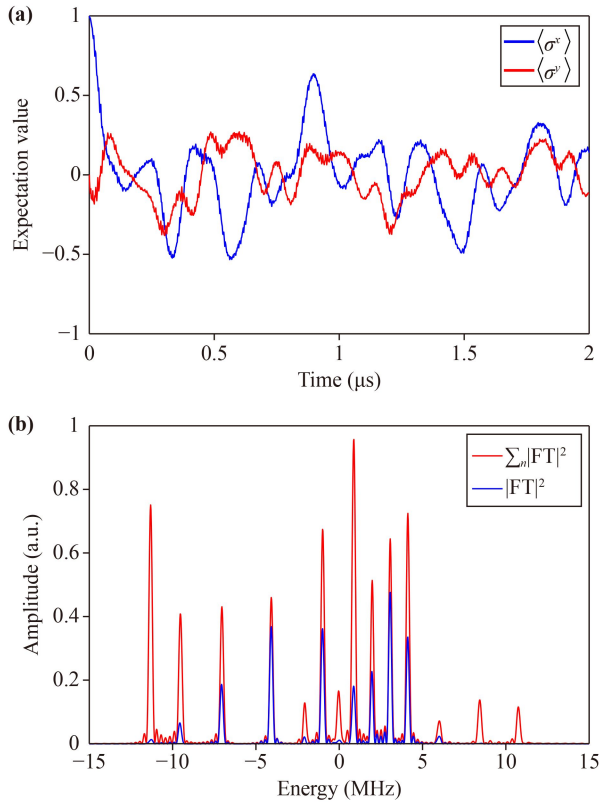 (a)
1
0.5
0
−0.5
−1
Expectation value
⟨σˣ⟩
⟨σʸ⟩
0 0.5 1 1.5 2
Time (μs)
(b)
1
0.8
0.6
0.4
0.2
0
Amplitude (a.u.)
∑ₙ|FT|²
|FT|²
−15 −10 −5 0 5 10 15
Energy (MHz)